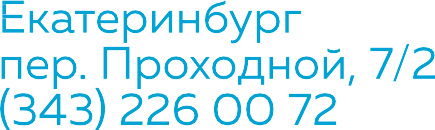 Екатеринбург
пер. Проходной, 7/2
(343) 226 00 72